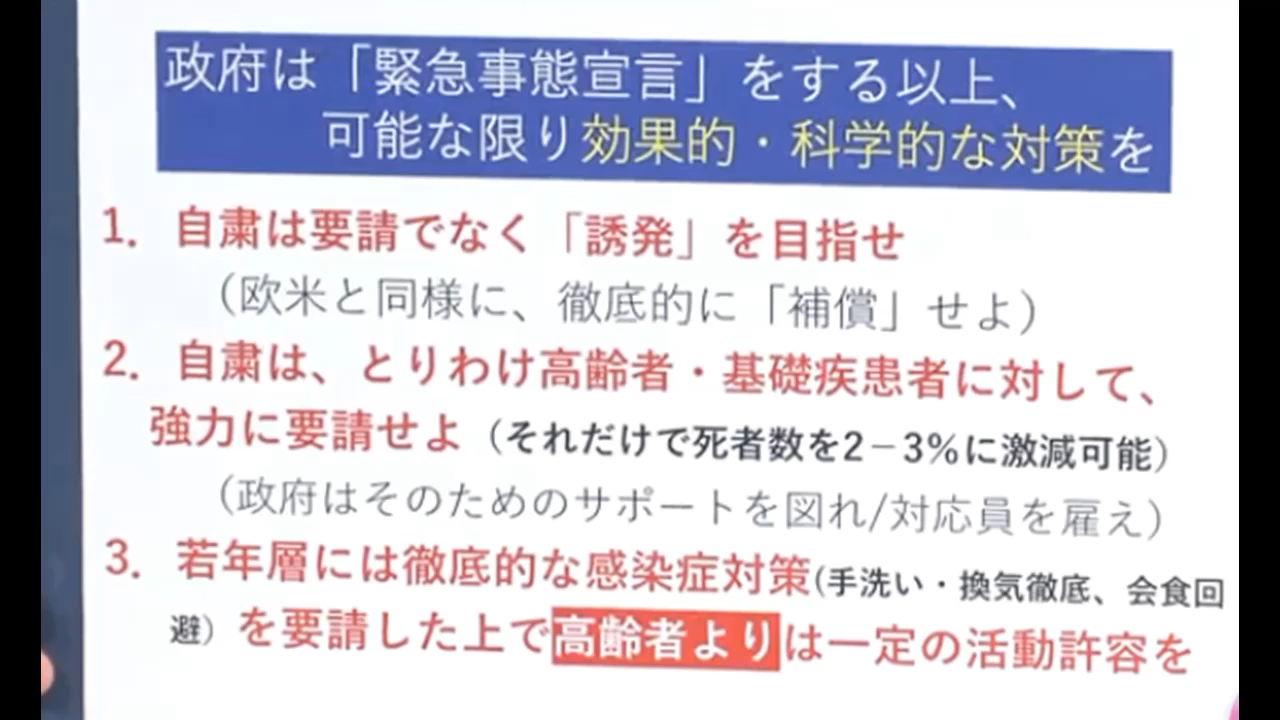 政府は「緊急事態宣言」をする以上、
可能な限り効果的・科学的な対策を
1. 自粛は要請でなく「誘発」を目指せ
（欧米と同様に、徹底的に「補償」せよ）
2. 自粛は、とりわけ高齢者・基礎疾患者に対して、
強力に要請せよ（それだけで死者数を2－3%に激減可能）
（政府はそのためのサポートを図れ/対応員を雇え）
3. 若年層には徹底的な感染症対策(手洗い・換気徹底、会食回
避）を要請した上で高齢者よりは一定の活動許容を